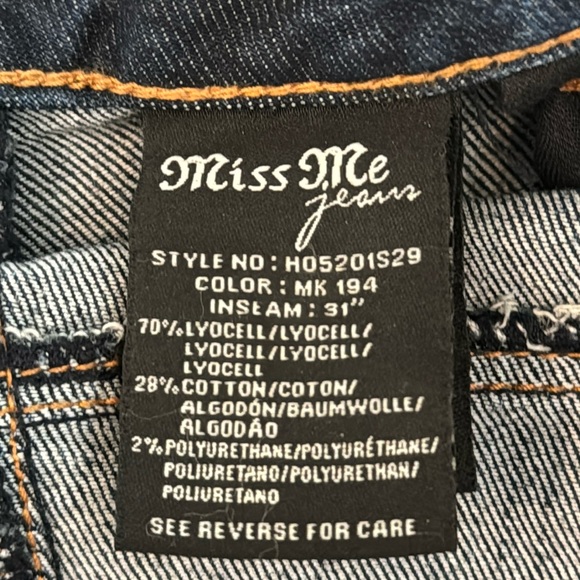 Miss Me
jeans
STYLE NO: H05201S29
COLOR: MK 194
INSEAM: 31"
70% LYOCELL/LYOCELL/
LYOCELL/LYOCELL/
LYOCELL
28% COTTON/COTON/
ALGODÓN/BAUMWOLLE/
ALGODÃO
2% POLYURETHANE/POLYURÉTHANE/
POLIURETANO/POLYURETHAN/
POLIURETANO
SEE REVERSE FOR CARE